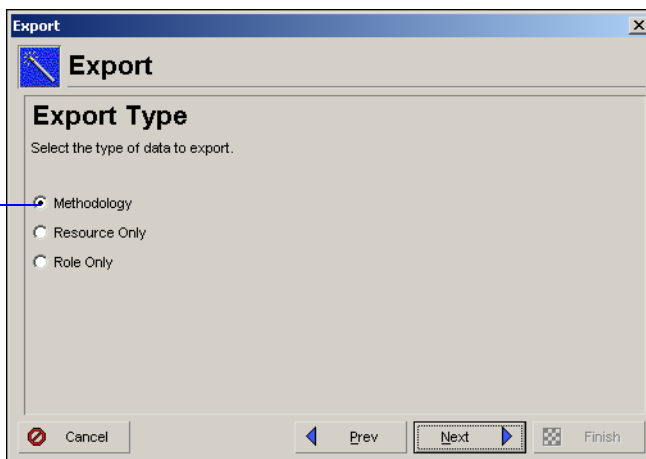 Export
Export
Export Type
Select the type of data to export.
Methodology
Resource Only
Role Only
Cancel
Prev
Next
Finish